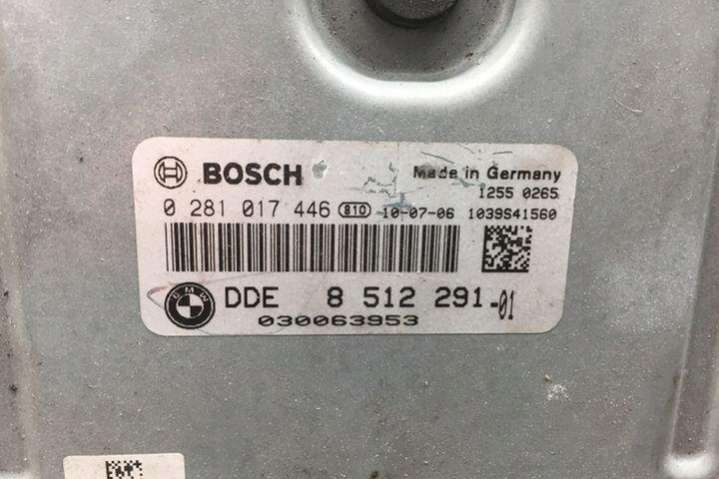 BOSCH Made in Germany
1255 0265
0 281 017 446 810 10-07-06 1039S41560
BMW DDE 8 512 291-01
030063953